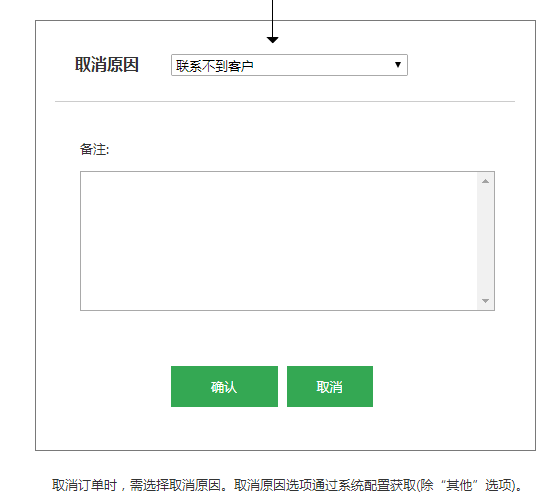 取消原因 联系不到客户
备注:
确认 取消
取消订单时，需选择取消原因。取消原因选项通过系统配置获取(除“其他”选项)。